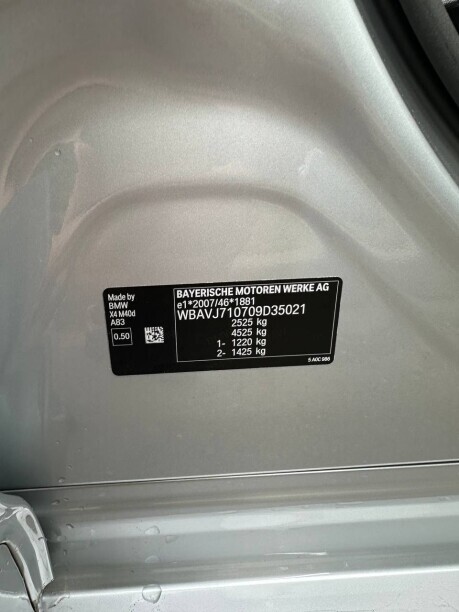 Made by
BMW
X4 M40d
A83
0.50
BAYERISCHE MOTOREN WERKE AG
e1*2007/46*1881
WBAVJ710709D35021
2525 kg
4525 kg
1- 1220 kg
2- 1425 kg